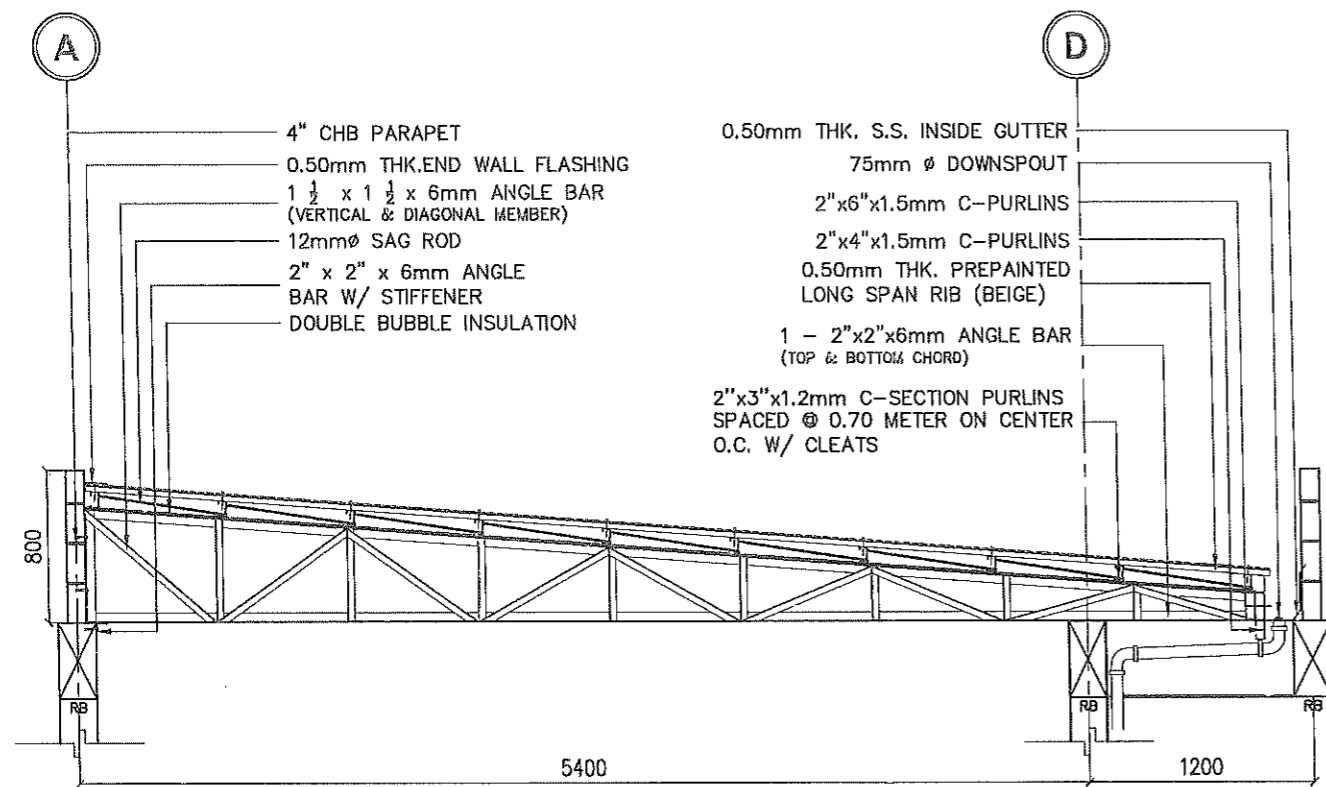 A
D
4" CHB PARAPET
0.50mm THK.END WALL FLASHING
1 ½ x 1 ½ x 6mm ANGLE BAR
(VERTICAL & DIAGONAL MEMBER)
12mmø SAG ROD
2" x 2" x 6mm ANGLE
BAR W/ STIFFENER
DOUBLE BUBBLE INSULATION
0.50mm THK. S.S. INSIDE GUTTER
75mm ø DOWNSPOUT
2"x6"x1.5mm C-PURLINS
2"x4"x1.5mm C-PURLINS
0.50mm THK. PREPAINTED
LONG SPAN RIB (BEIGE)
1 - 2"x2"x6mm ANGLE BAR
(TOP & BOTTOM CHORD)
2"x3"x1.2mm C-SECTION PURLINS
SPACED @ 0.70 METER ON CENTER
O.C. W/ CLEATS
800
RB
RB
RB
5400
1200